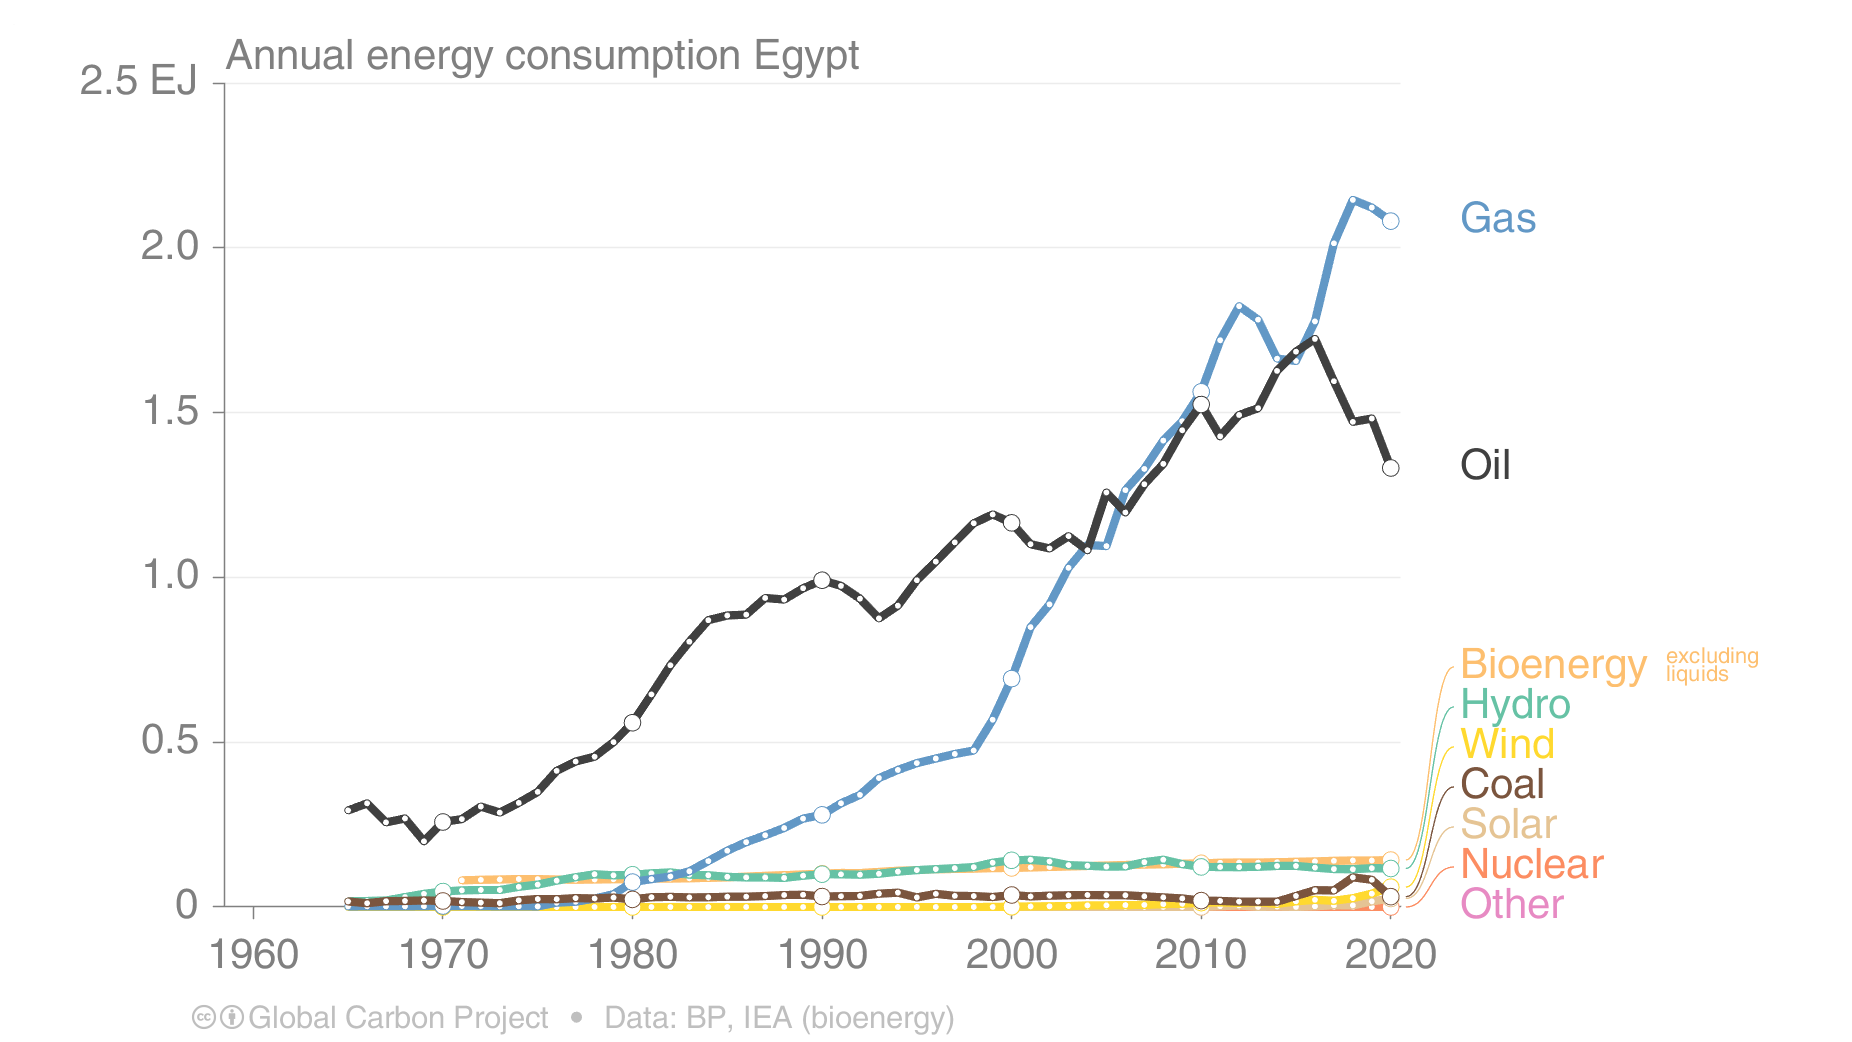 Annual energy consumption Egypt
2.5 EJ
2.0
1.5
1.0
0.5
0
1960 1970 1980 1990 2000 2010 2020
Gas
Oil
Bioenergy excluding liquids
Hydro
Wind
Coal
Solar
Nuclear
Other
cc Global Carbon Project • Data: BP, IEA (bioenergy)